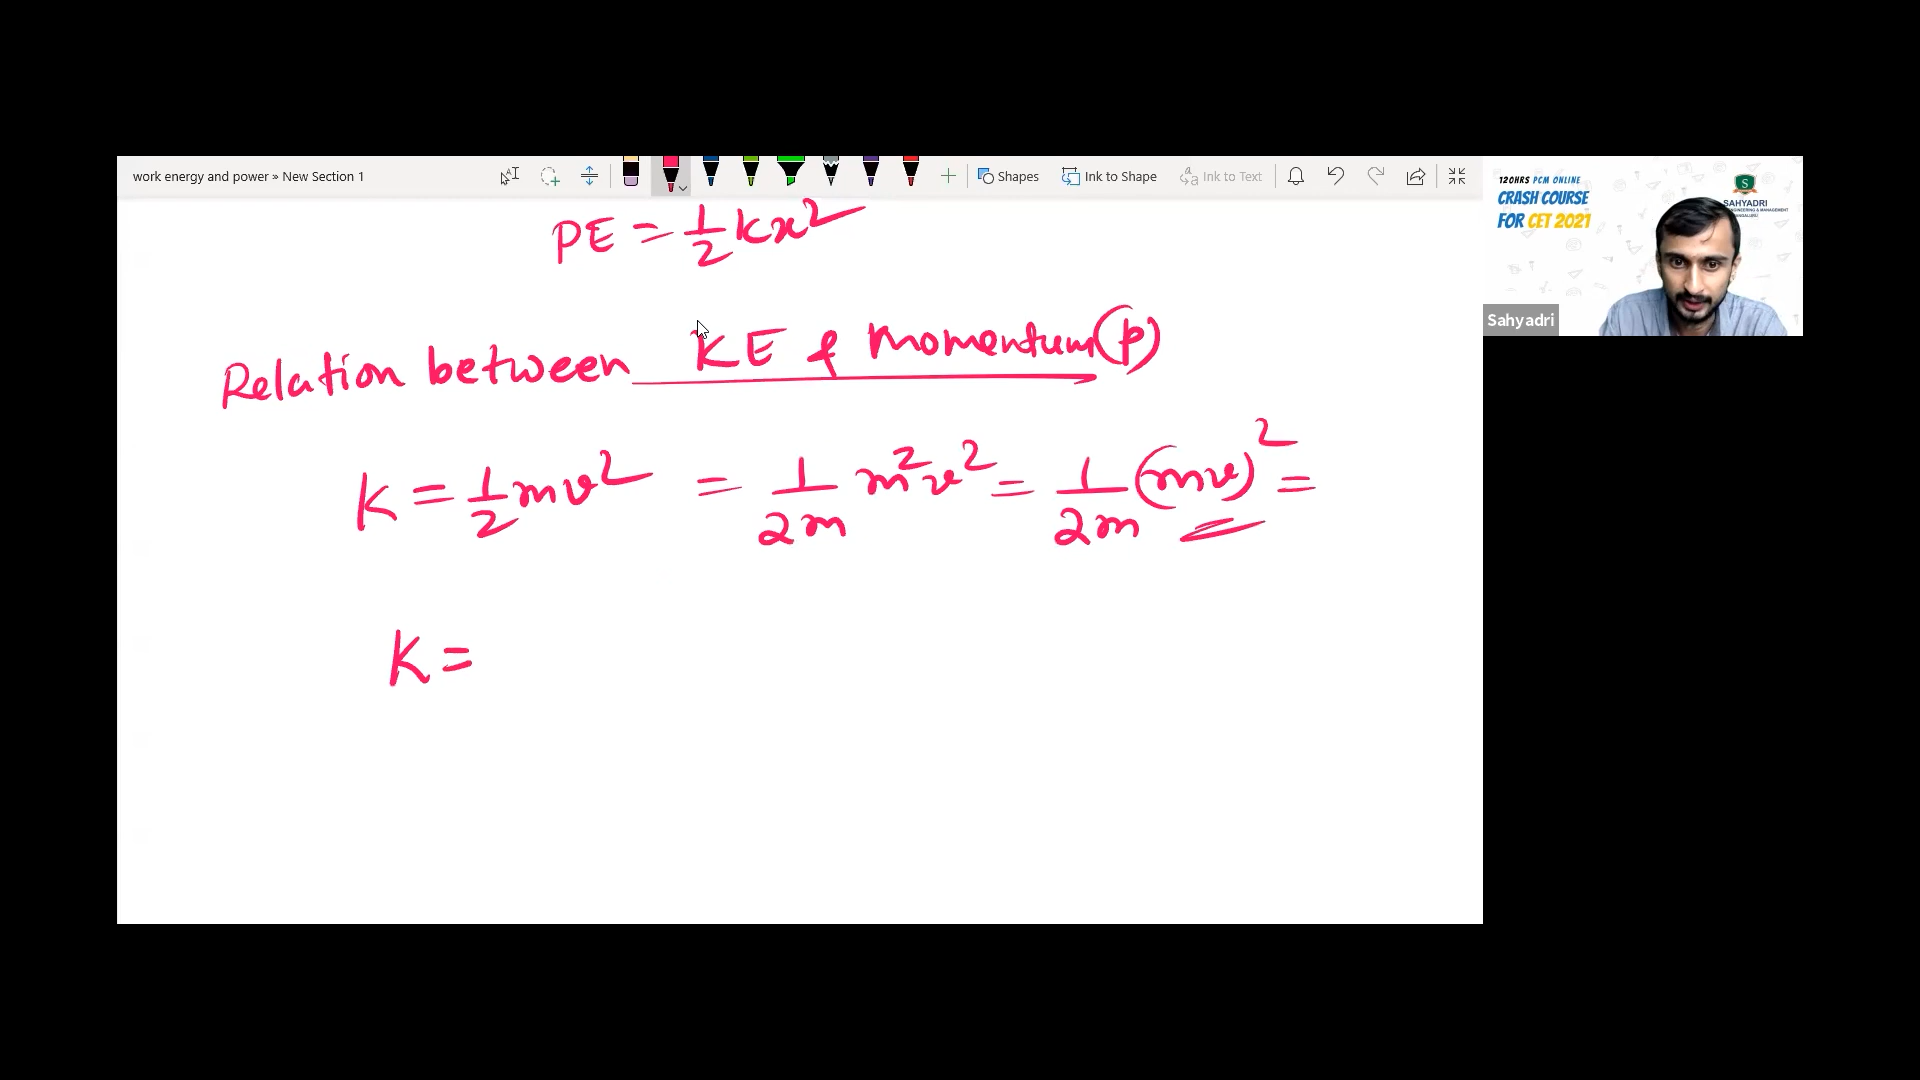 work energy and power » New Section 1
Shapes
Ink to Shape
Ink to Text
PE = 1/2 kx²
Relation between KE & Momentum (p)
K = 1/2 mv² = 1/2m m²v² = 1/2m (mv)² =
K =
120HRS PCM ONLINE
CRASH COURSE
FOR CET 2021
S
SAHYADRI
ENGINEERING & MANAGEMENT
Sahyadri